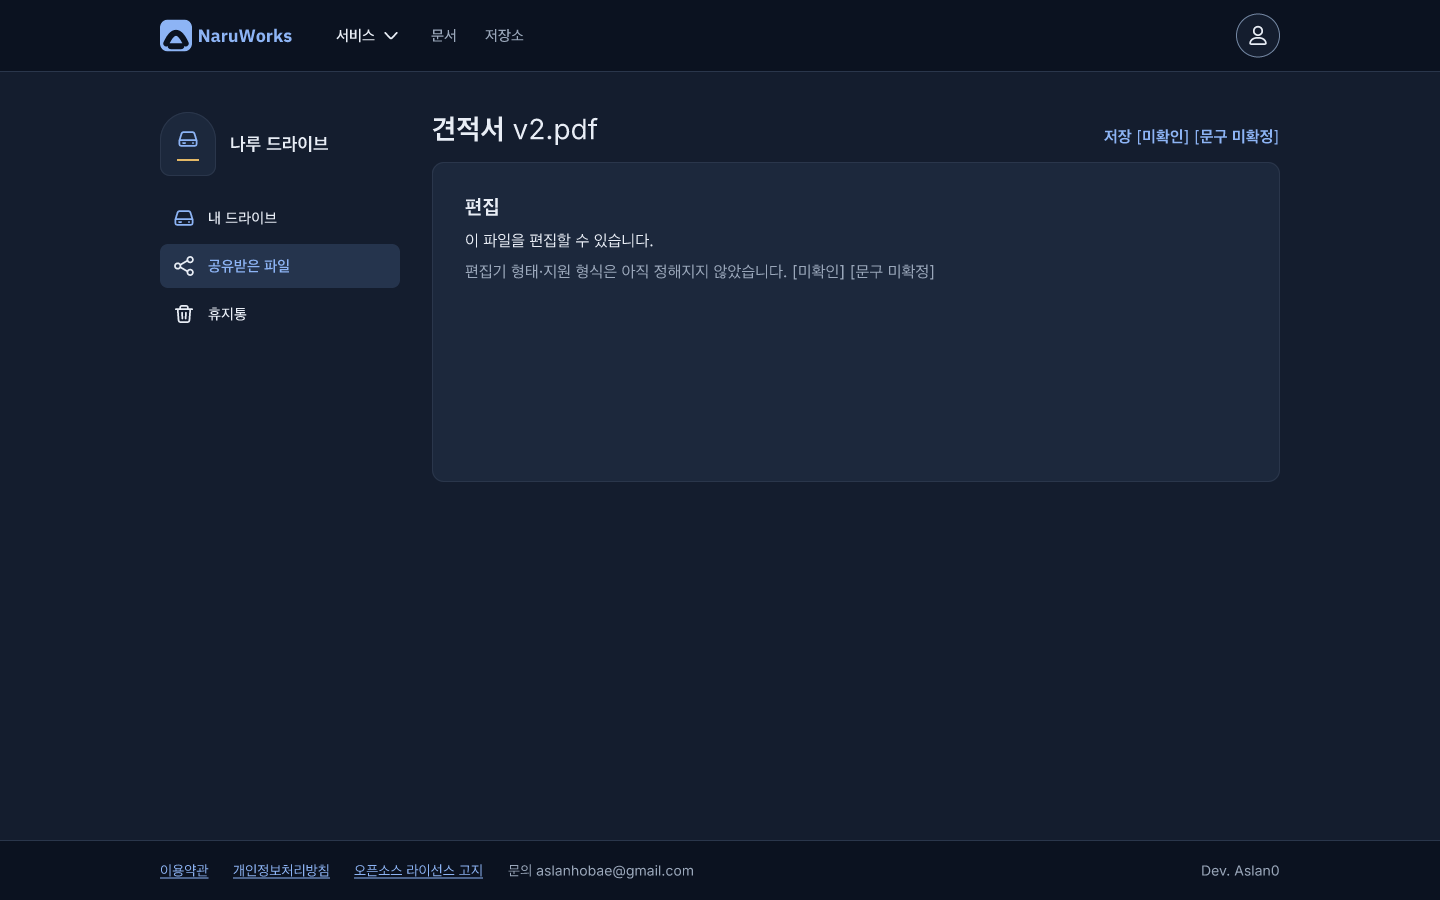 NaruWorks
서비스
문서
저장소
나루 드라이브
내 드라이브
공유받은 파일
휴지통
견적서 v2.pdf
저장 [미확인] [문구 미확정]
편집
이 파일을 편집할 수 있습니다.
편집기 형태·지원 형식은 아직 정해지지 않았습니다. [미확인] [문구 미확정]
이용약관
개인정보처리방침
오픈소스 라이선스 고지
문의 aslanhobae@gmail.com
Dev. Aslan0